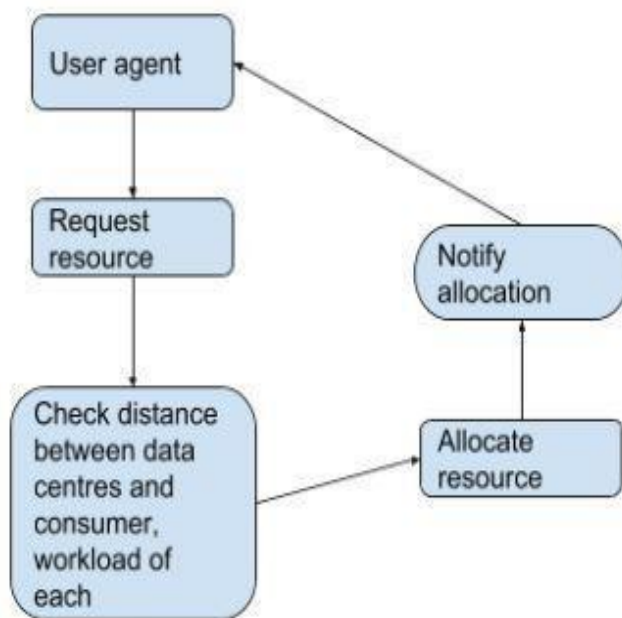 User agent
Request
resource
Check distance
between data
centres and
consumer,
workload of
each
Allocate
resource
Notify
allocation